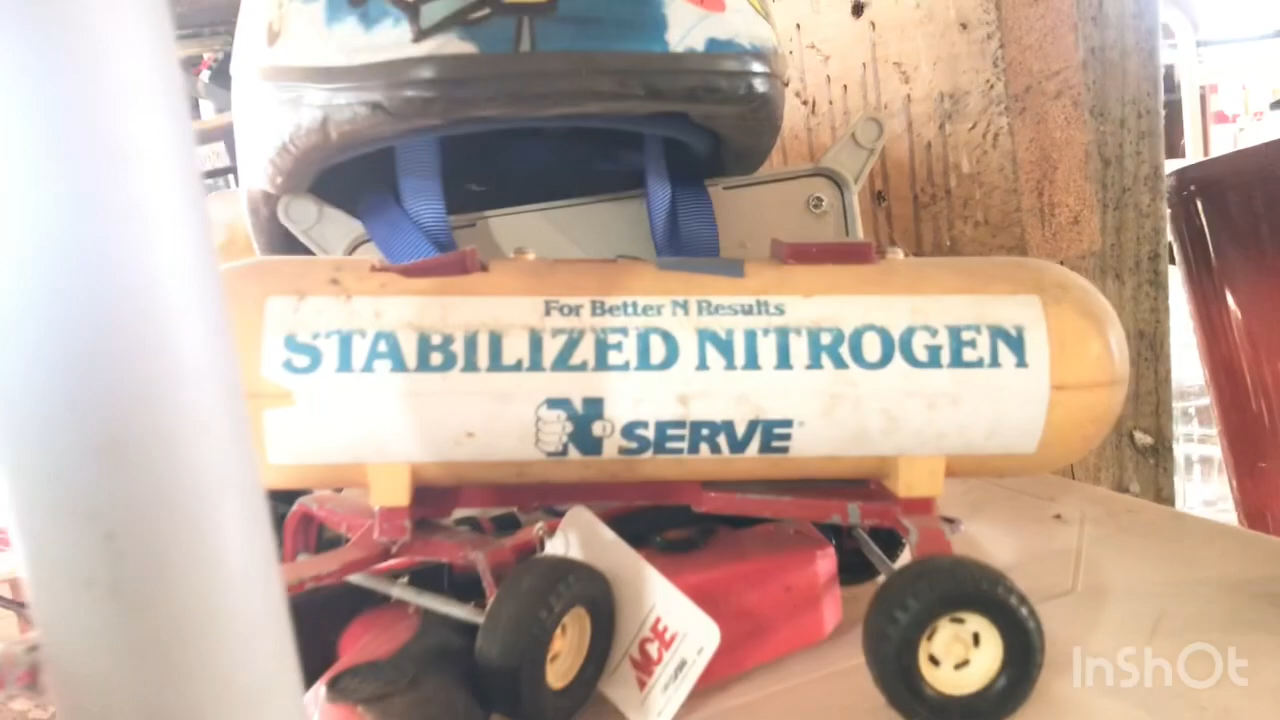 For Better N Results
STABILIZED NITROGEN
N SERVE
ACE
InShOt